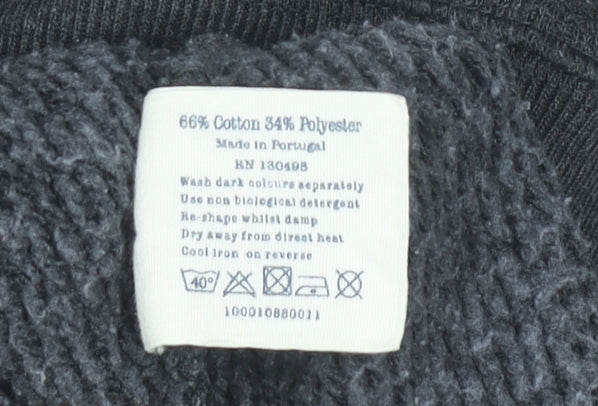 66% Cotton 34% Polyester
Made in Portugal
RN 130498
Wash dark colours separately
Use non biological detergent
Re-shape whilst damp
Dry away from direct heat
Cool iron on reverse
40°
100010880011